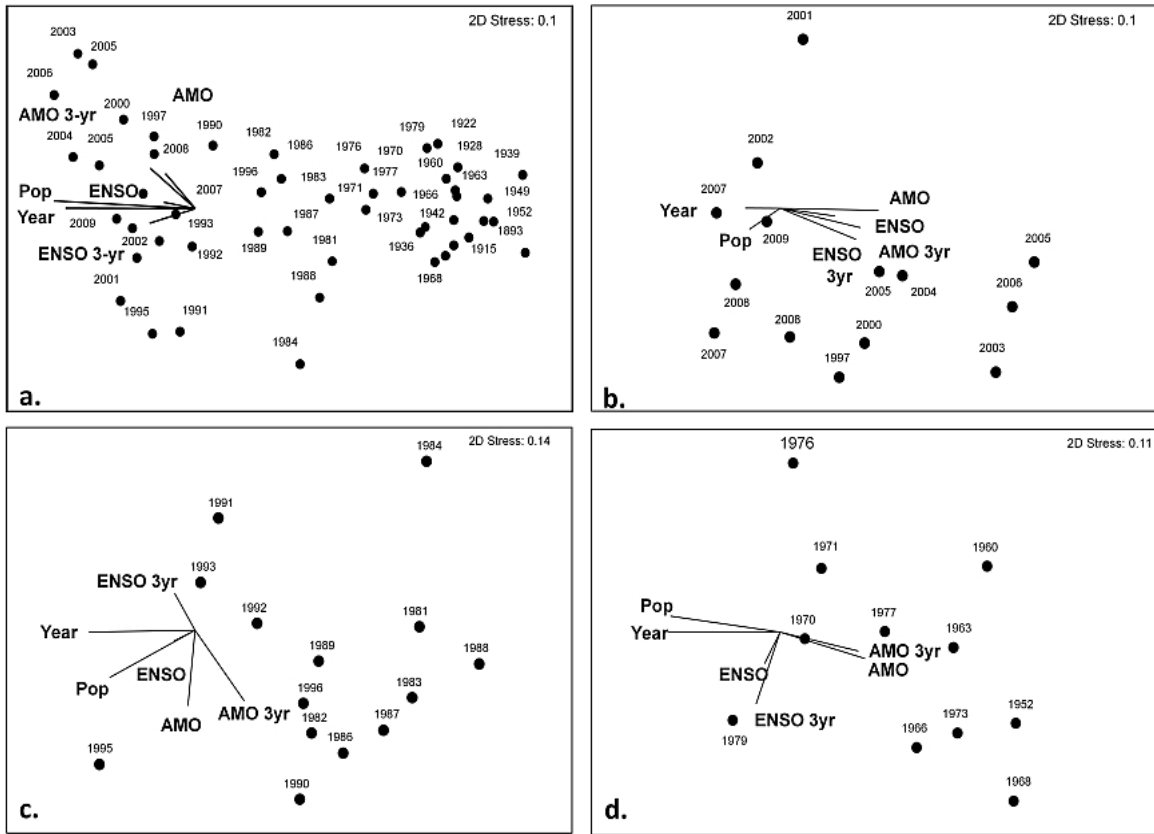 2D Stress: 0.1
2003
2005
2006
AMO
AMO 3-yr
2000
1997
1990
1982
1986
1976
1970
1979
1922
1928
1939
2004
2005
2008
1960
1963
1996
1983
1971
1977
1966
1949
Pop
ENSO
2007
Year
2009
1993
1987
1973
1942
1952
1893
ENSO 3-yr
2002
1992
1989
1981
1936
1915
1968
2001
1988
1995
1991
1984
a.
2D Stress: 0.1
2001
2002
2007
AMO
Year
ENSO
Pop
2009
ENSO
3yr
AMO 3yr
2005
2005
2004
2006
2008
2007
2008
2000
1997
2003
b.
2D Stress: 0.14
1984
1991
1993
ENSO 3yr
1992
1981
Year
1989
1988
ENSO
Pop
1996
1983
AMO
AMO 3yr
1982
1987
1986
1995
1990
c.
2D Stress: 0.11
1976
1971
1960
Pop
1970
1977
1963
Year
AMO 3yr
AMO
ENSO
ENSO 3yr
1979
1966
1973
1952
1968
d.